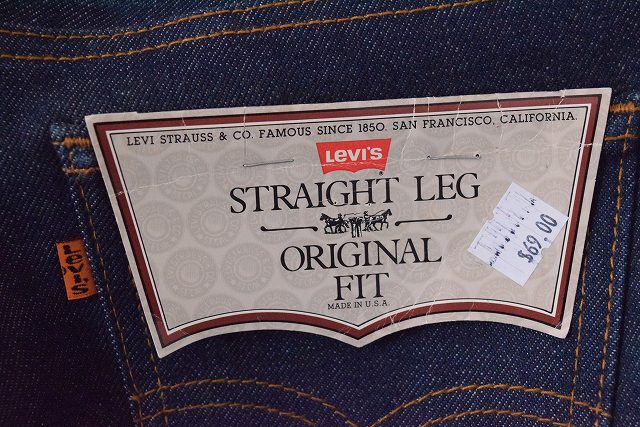 LEVI STRAUSS & CO. FAMOUS SINCE 1850. SAN FRANCISCO, CALIFORNIA.
LEVI'S
®
STRAIGHT LEG
ORIGINAL
FIT
MADE IN U.S.A.
$69.00
LEVI'S